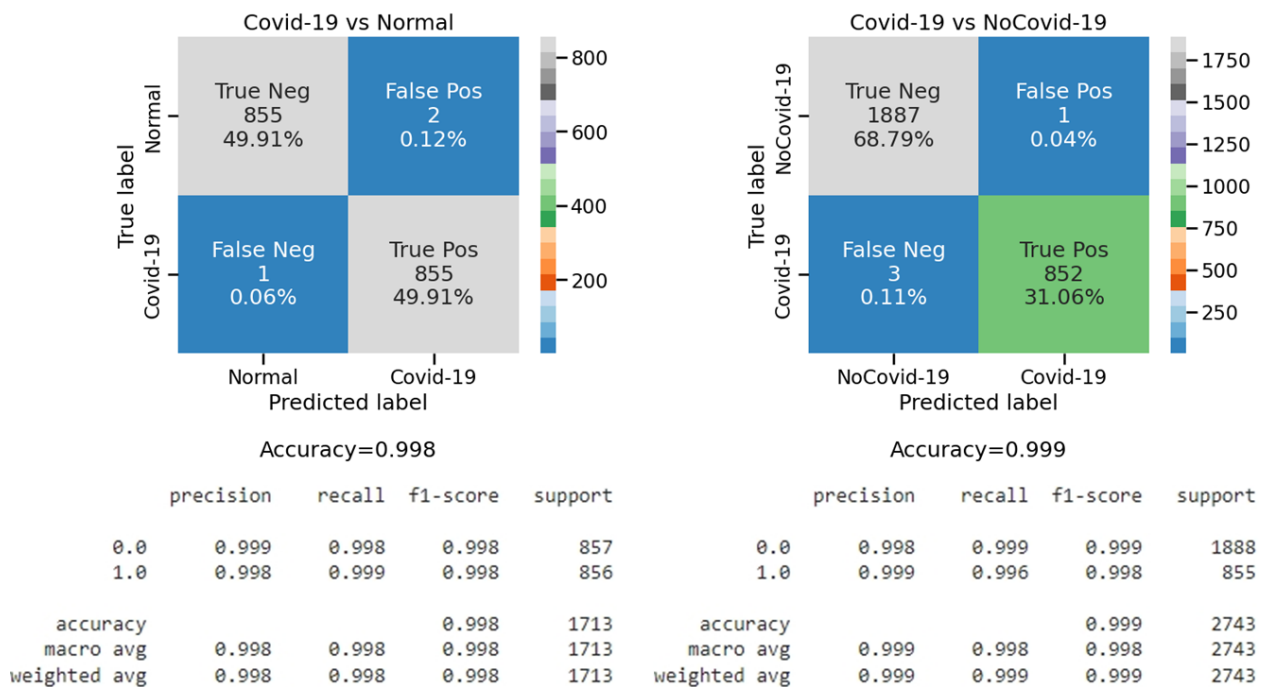 Covid-19 vs Normal
True Neg
855
49.91%
False Pos
2
0.12%
False Neg
1
0.06%
True Pos
855
49.91%
Normal
Covid-19
True label
Normal
Covid-19
Predicted label
800
600
400
200
Accuracy=0.998
precision recall f1-score support
0.0 0.999 0.998 0.998 857
1.0 0.998 0.999 0.998 856
accuracy 0.998 1713
macro avg 0.998 0.998 0.998 1713
weighted avg 0.998 0.998 0.998 1713
Covid-19 vs NoCovid-19
True Neg
1887
68.79%
False Pos
1
0.04%
False Neg
3
0.11%
True Pos
852
31.06%
NoCovid-19
Covid-19
True label
NoCovid-19
Covid-19
Predicted label
1750
1500
1250
1000
750
500
250
Accuracy=0.999
precision recall f1-score support
0.0 0.999 0.999 0.999 1888
1.0 0.999 0.996 0.998 855
accuracy 0.999 2743
macro avg 0.999 0.998 0.998 2743
weighted avg 0.999 0.999 0.999 2743